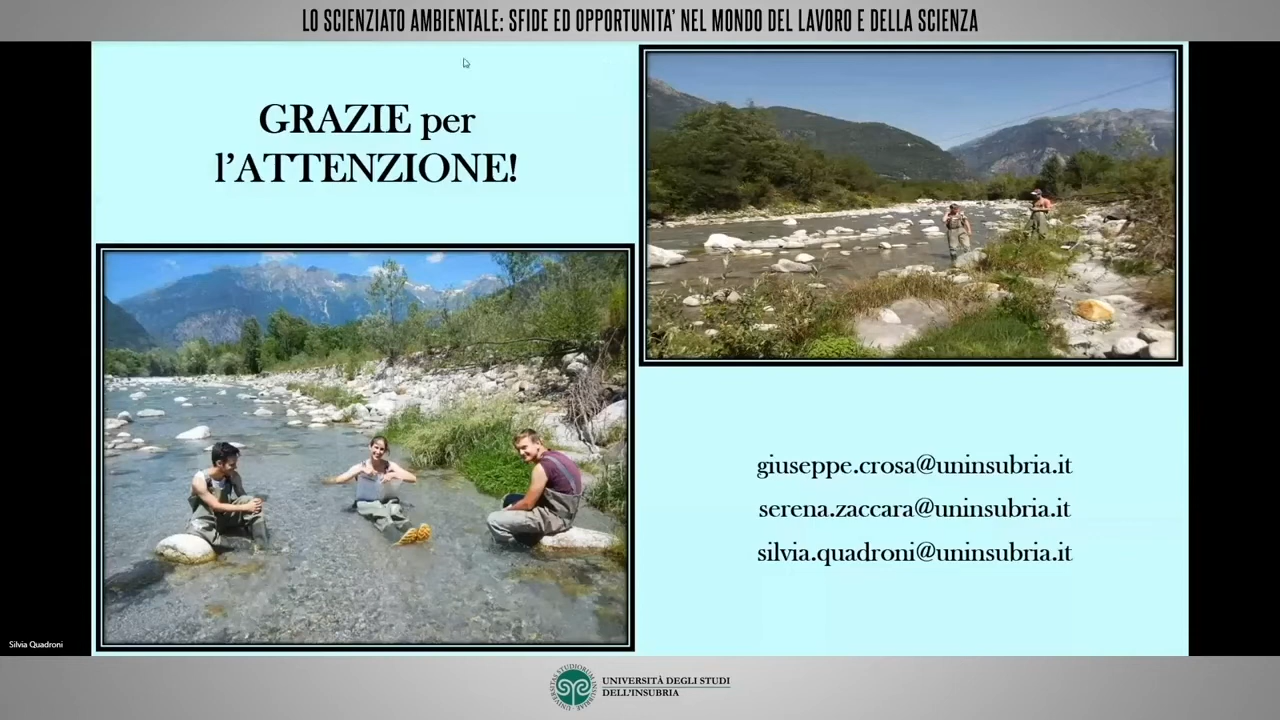 LO SCIENZIATO AMBIENTALE: SFIDE ED OPPORTUNITA' NEL MONDO DEL LAVORO E DELLA SCIENZA
GRAZIE per
l'ATTENZIONE!
giuseppe.crosa@uninsubria.it
serena.zaccara@uninsubria.it
silvia.quadroni@uninsubria.it
Silvia Quadroni
UNIVERSITÀ DEGLI STUDI
DELL'INSUBRIA